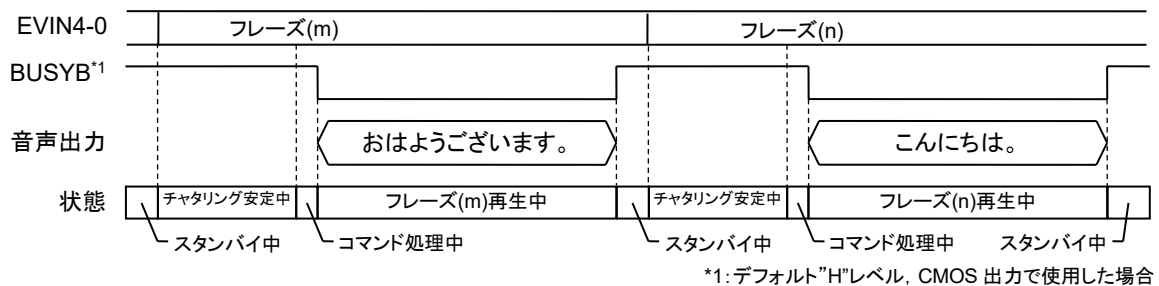 EVIN4-0 フレーズ(m) フレーズ(n)
BUSYB*1
音声出力 おはようございます。 こんにちは。
状態 チャタリング安定中 フレーズ(m)再生中 チャタリング安定中 フレーズ(n)再生中
スタンバイ中 コマンド処理中 スタンバイ中 コマンド処理中 スタンバイ中
*1:デフォルト”H”レベル, CMOS 出力で使用した場合